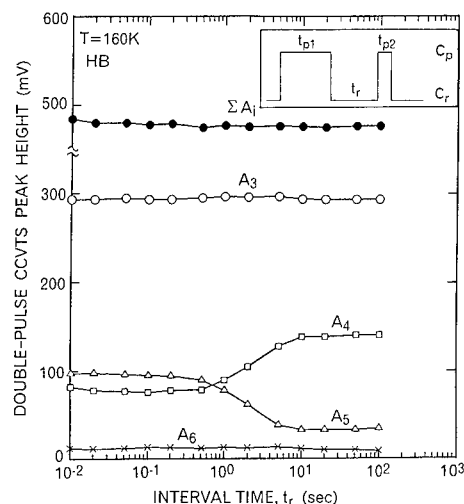 T=160K
HB
t_p1
t_p2
t_r
C_p
C_r
ΣA_i
A_3
A_4
A_5
A_6
DOUBLE-PULSE CCVTS PEAK HEIGHT (mV)
500
300
200
100
0
10^-2
10^-1
10^0
10^1
10^2
10^3
INTERVAL TIME, t_r (sec)